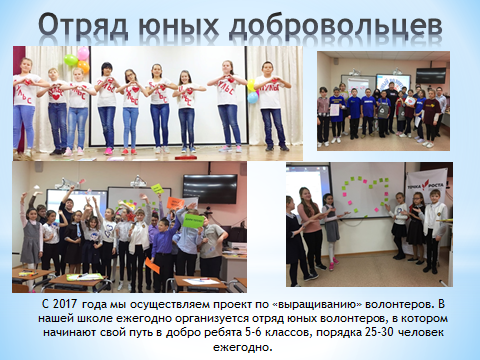 Отряд юных добровольцев
ТОЧКА РОСТА
С 2017 года мы осуществляем проект по «выращиванию» волонтеров. В
нашей школе ежегодно организуется отряд юных волонтеров, в котором
начинают свой путь в добро ребята 5-6 классов, порядка 25-30 человек
ежегодно.